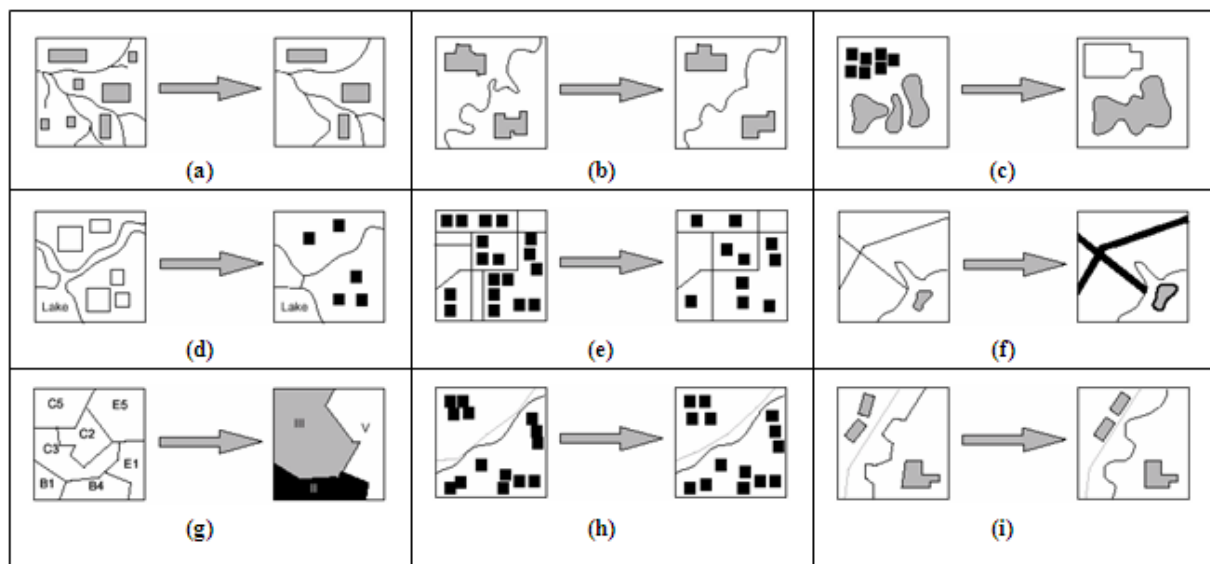 (a)
(b)
(c)
Lake
Lake
(d)
(e)
(f)
C5 E5
C2
C3
E1
B1 B4
III V
II
(g)
(h)
(i)